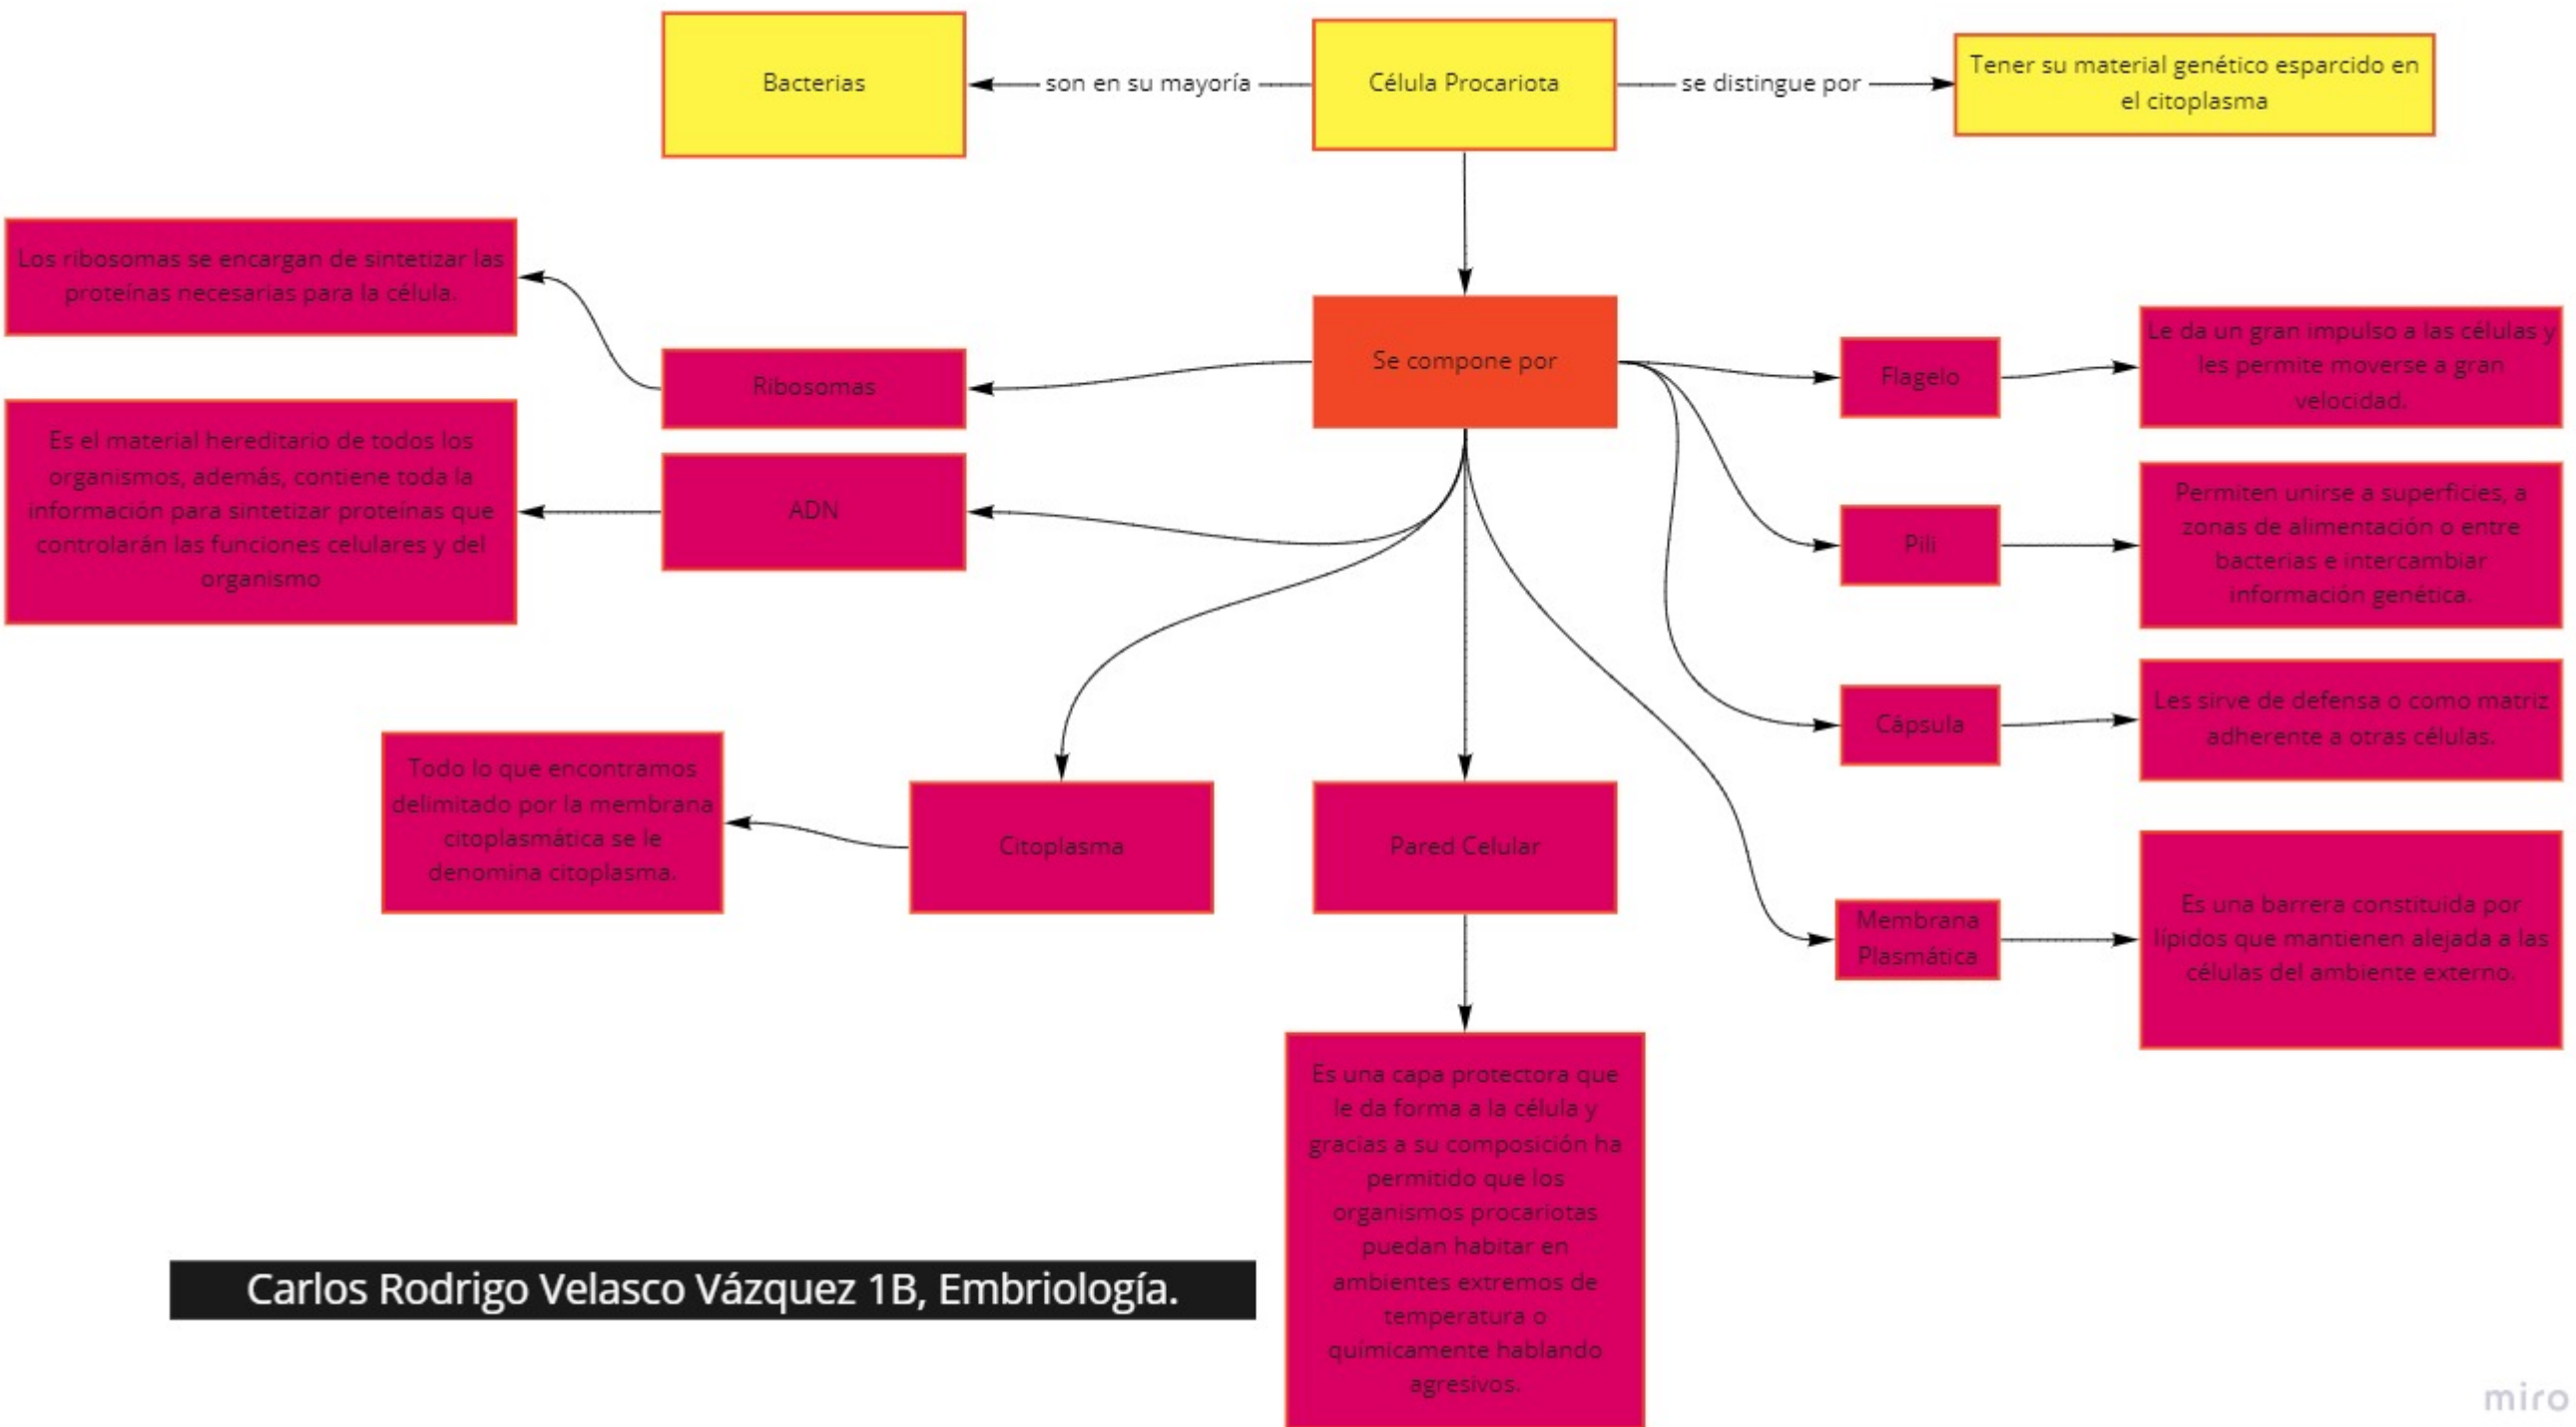 Bacterias
son en su mayoría
Célula Procariota
se distingue por
Tener su material genético esparcido en
el citoplasma
Los ribosomas se encargan de sintetizar las
proteínas necesarias para la célula.
Ribosomas
Se compone por
Flagelo
Le da un gran impulso a las células y
les permite moverse a gran
velocidad.
Es el material hereditario de todos los
organismos, además, contiene toda la
información para sintetizar proteínas que
controlarán las funciones celulares y del
organismo
ADN
Pili
Permiten unirse a superficies, a
zonas de alimentación o entre
bacterias e intercambiar
información genética.
Cápsula
Les sirve de defensa o como matriz
adherente a otras células.
Todo lo que encontramos
delimitado por la membrana
citoplasmática se le
denomina citoplasma.
Citoplasma
Pared Celular
Membrana
Plasmática
Es una barrera constituida por
lípidos que mantienen alejada a las
células del ambiente externo.
Es una capa protectora que
le da forma a la célula y
gracias a su composición ha
permitido que los
organismos procariotas
puedan habitar en
ambientes extremos de
temperatura o
químicamente hablando
agresivos.
Carlos Rodrigo Velasco Vázquez 1B, Embriología.
miro